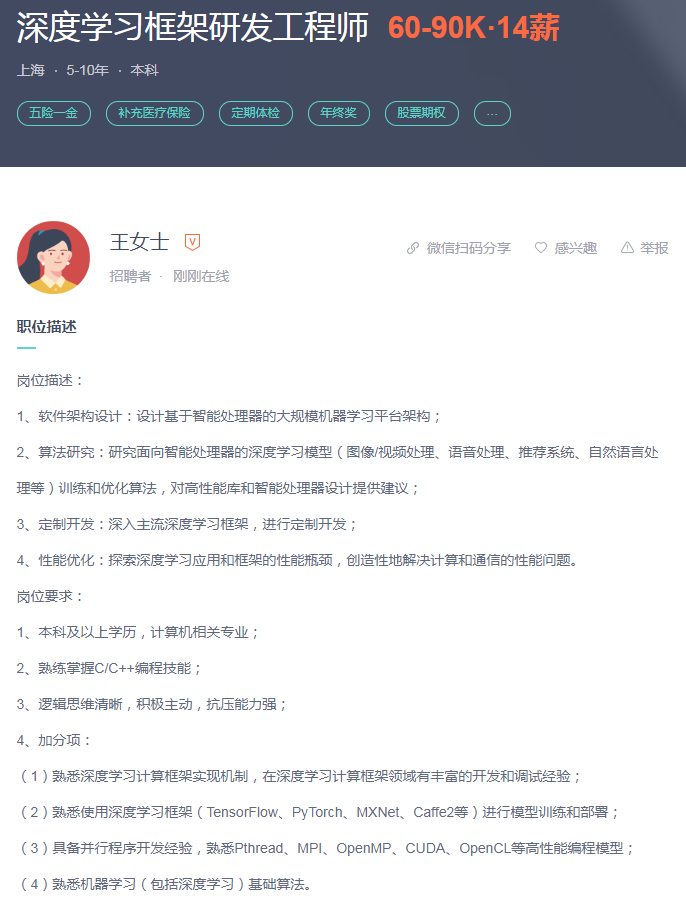 深度学习框架研发工程师 60-90K·14薪
上海 · 5-10年 · 本科
五险一金 补充医疗保险 定期体检 年终奖 股票期权 ...
王女士 V
微信扫码分享 感兴趣 举报
招聘者 · 刚刚在线
职位描述
岗位描述：
1、软件架构设计：设计基于智能处理器的大规模机器学习平台架构；
2、算法研究：研究面向智能处理器的深度学习模型（图像/视频处理、语音处理、推荐系统、自然语言处
理等）训练和优化算法，对高性能库和智能处理器设计提供建议；
3、定制开发：深入主流深度学习框架，进行定制开发；
4、性能优化：探索深度学习应用和框架的性能瓶颈，创造性地解决计算和通信的性能问题。
岗位要求：
1、本科及以上学历，计算机相关专业；
2、熟练掌握C/C++编程技能；
3、逻辑思维清晰，积极主动，抗压能力强；
4、加分项：
（1）熟悉深度学习计算框架实现机制，在深度学习计算框架领域有丰富的开发和调试经验；
（2）熟悉使用深度学习框架（TensorFlow、PyTorch、MXNet、Caffe2等）进行模型训练和部署；
（3）具备并行程序开发经验，熟悉Pthread、MPI、OpenMP、CUDA、OpenCL等高性能编程模型；
（4）熟悉机器学习（包括深度学习）基础算法。